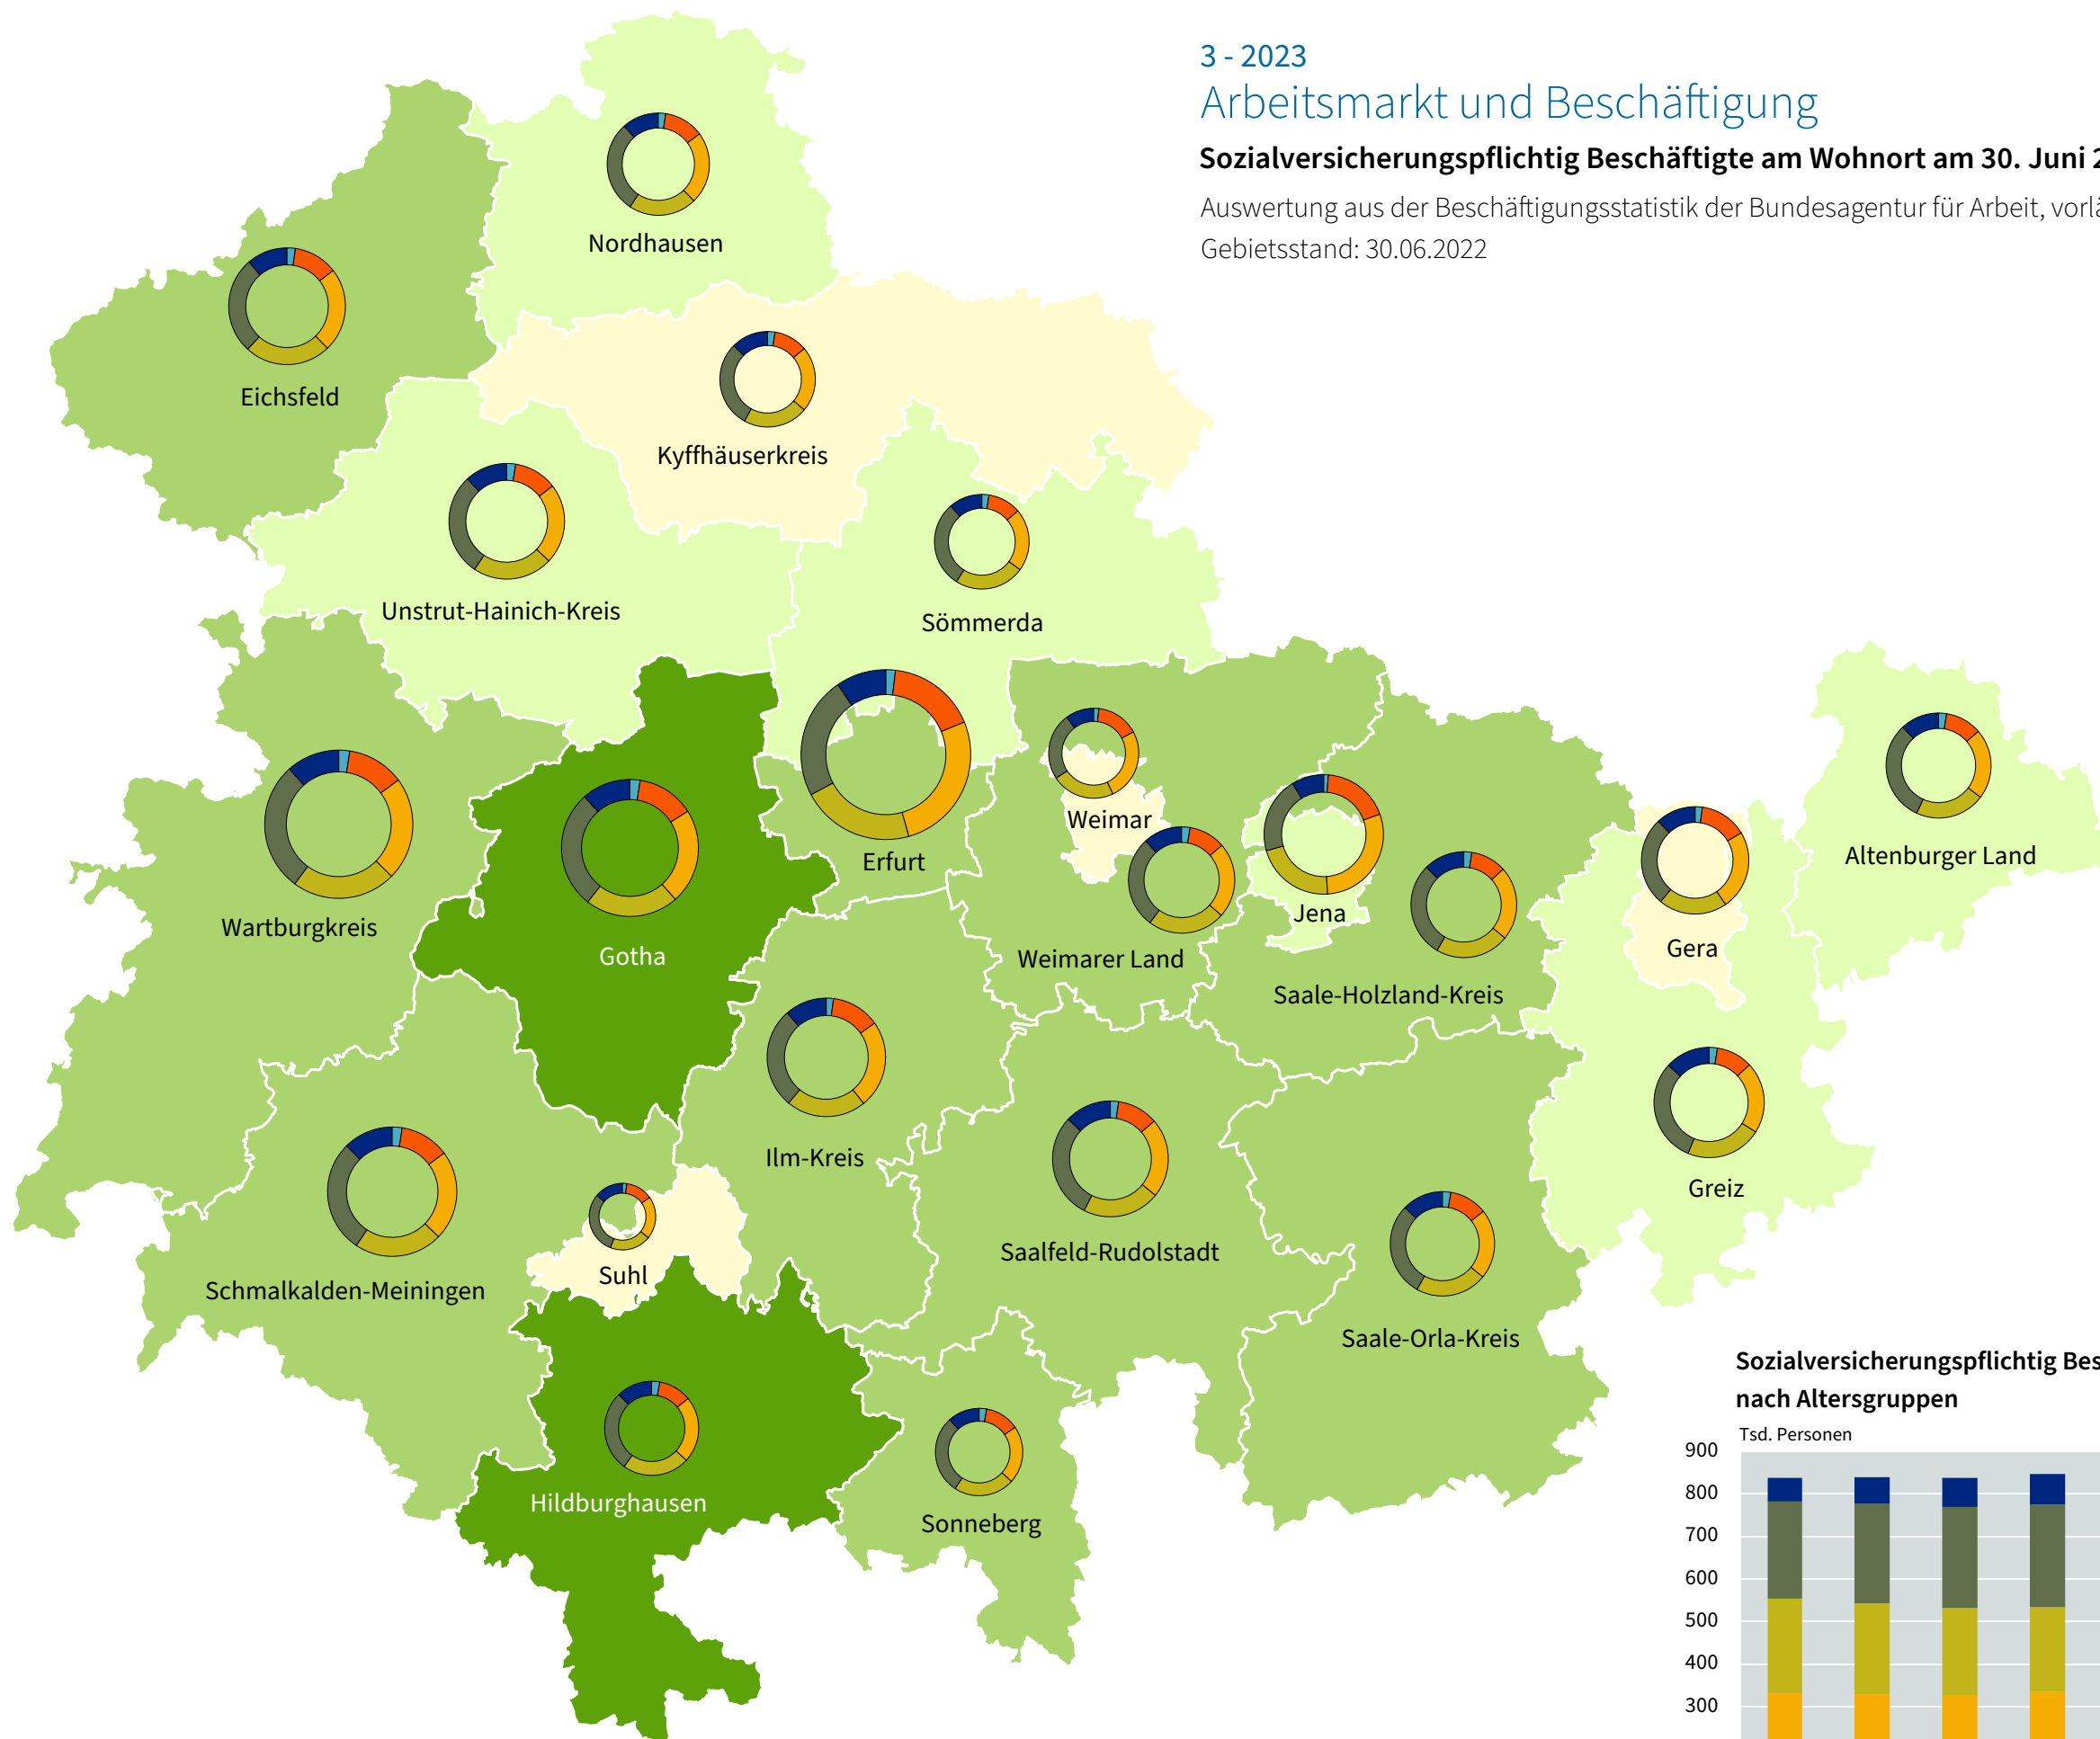 3 - 2023
Arbeitsmarkt und Beschäftigung
Sozialversicherungspflichtig Beschäftigte am Wohnort am 30. Juni
Auswertung aus der Beschäftigungsstatistik der Bundesagentur für Arbeit,
Gebietsstand: 30.06.2022
Nordhausen
Eichsfeld
Kyffhäuserkreis
Unstrut-Hainich-Kreis
Sömmerda
Weimar
Erfurt
Altenburger Land
Jena
Wartburgkreis
Gotha
Gera
Weimarer Land
Saale-Holzland-Kreis
Ilm-Kreis
Greiz
Saalfeld-Rudolstadt
Suhl
Schmalkalden-Meiningen
Saale-Orla-Kreis
Hildburghausen
Sonneberg
Sozialversicherungspflichtig
nach Altersgruppen
Tsd. Personen
900
800
700
600
500
400
300